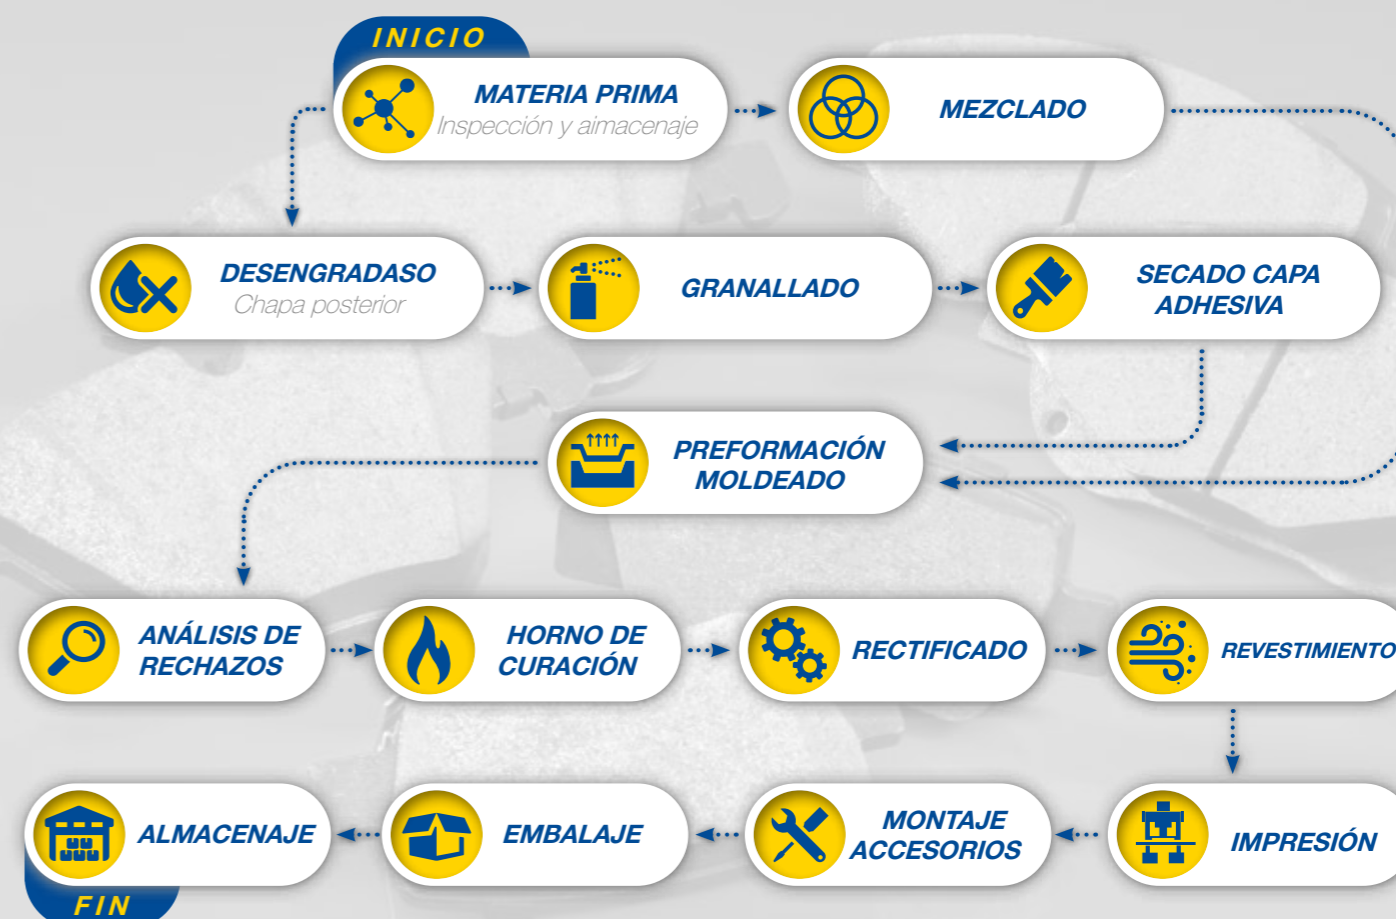 INICIO
MATERIA PRIMA
Inspección y aimacenaje
MEZCLADO
DESENGRADASO
Chapa posterior
GRANALLADO
SECADO CAPA
ADHESIVA
PREFORMACIÓN
MOLDEADO
ANÁLISIS DE
RECHAZOS
HORNO DE
CURACIÓN
RECTIFICADO
REVESTIMIENTO
ALMACENAJE
EMBALAJE
MONTAJE
ACCESORIOS
IMPRESIÓN
FIN